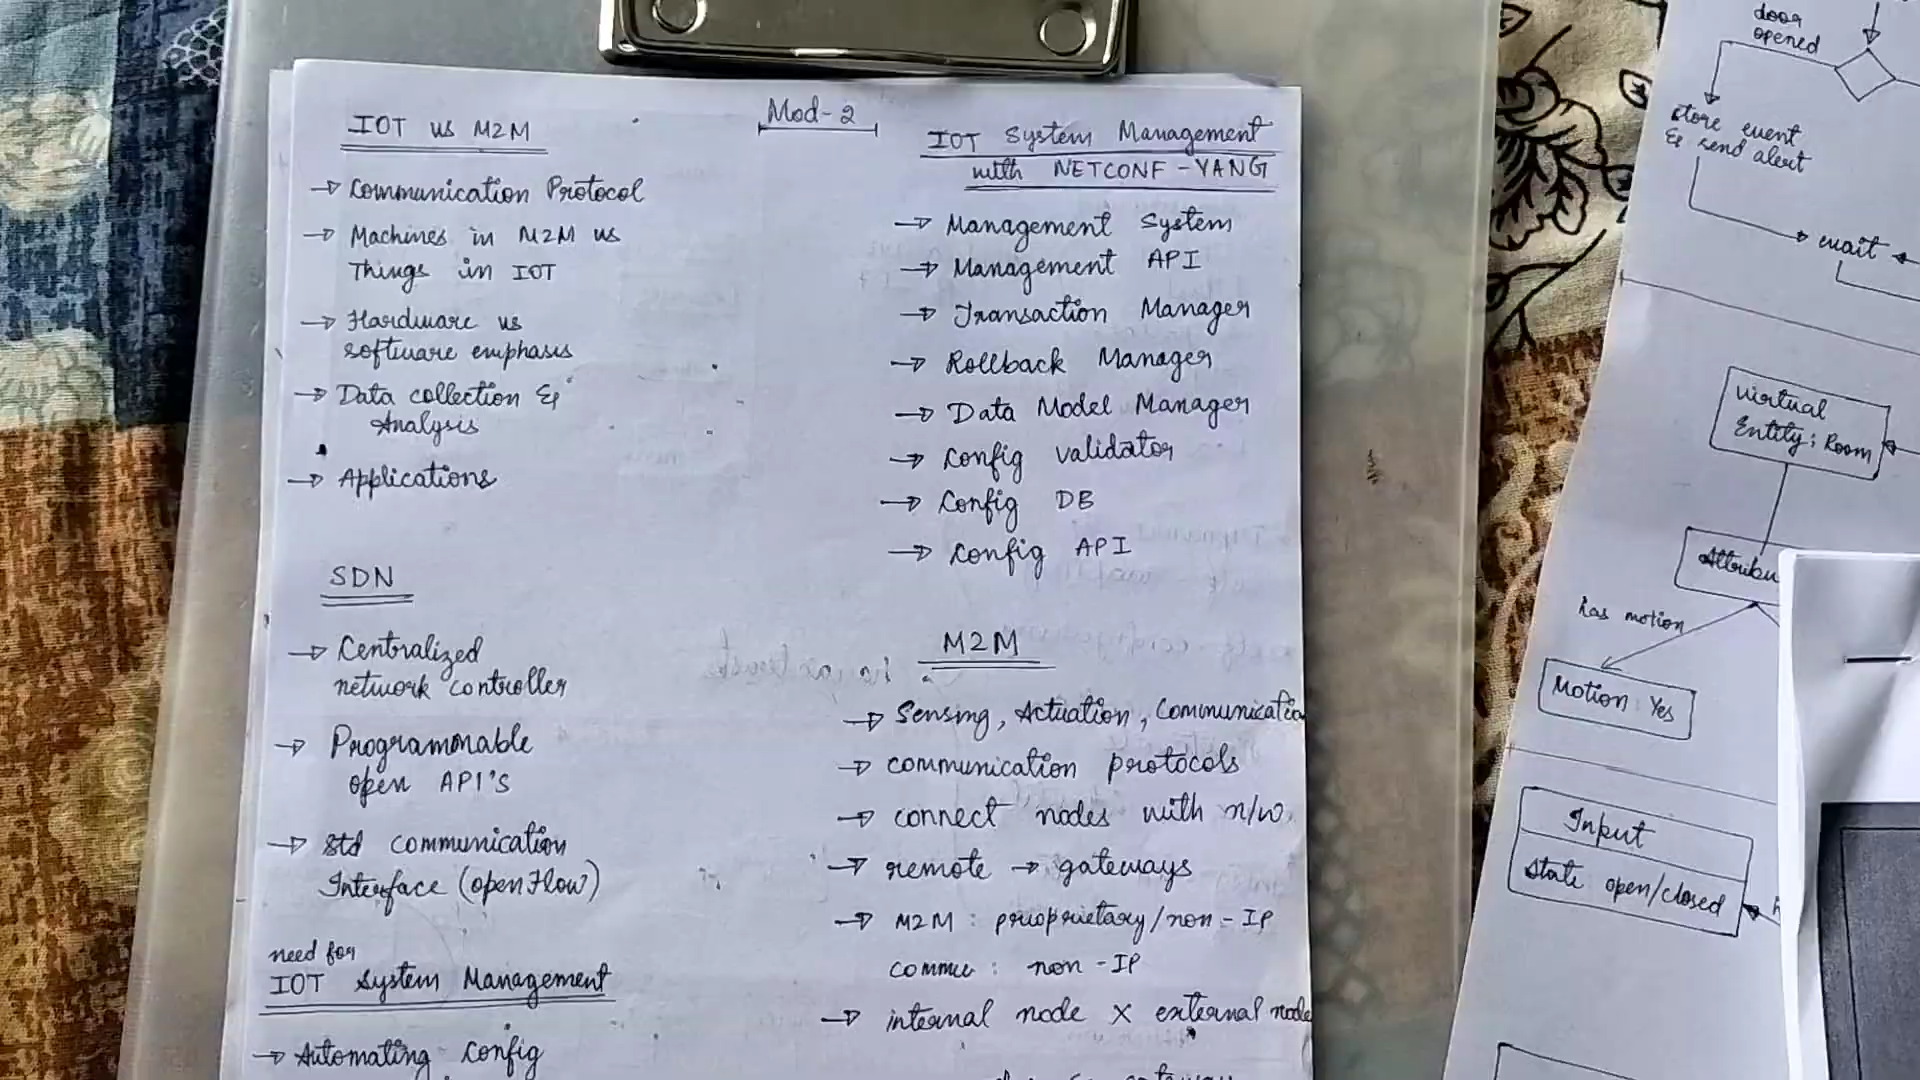 Mod-2
IOT vs M2M
→ Communication Protocol
→ Machines in M2M vs
Things in IOT
→ Hardware vs
software emphasis
→ Data collection &
Analysis
→ Applications
SDN
→ Centralized
network controller
→ Programmable
open API's
→ std communication
Interface (openFlow)
need for
IOT System Management
→ Automating Config
IOT System Management
with NETCONF-YANG
→ Management System
→ Management API
→ Transaction Manager
→ Rollback Manager
→ Data Model Manager
→ Config validator
→ Config DB
→ Config API
M2M
→ Sensing, Actuation, Communicatio
→ communication protocols
→ connect nodes with n/w
→ remote → gateways
→ M2M : proprietary/non-IP
commu : non-IP
→ internal node X external node
gateway
door
opened
store event
& send alert
wait
Virtual
Entity: Room
Attribu
has motion
Motion Yes
Input
State open/closed